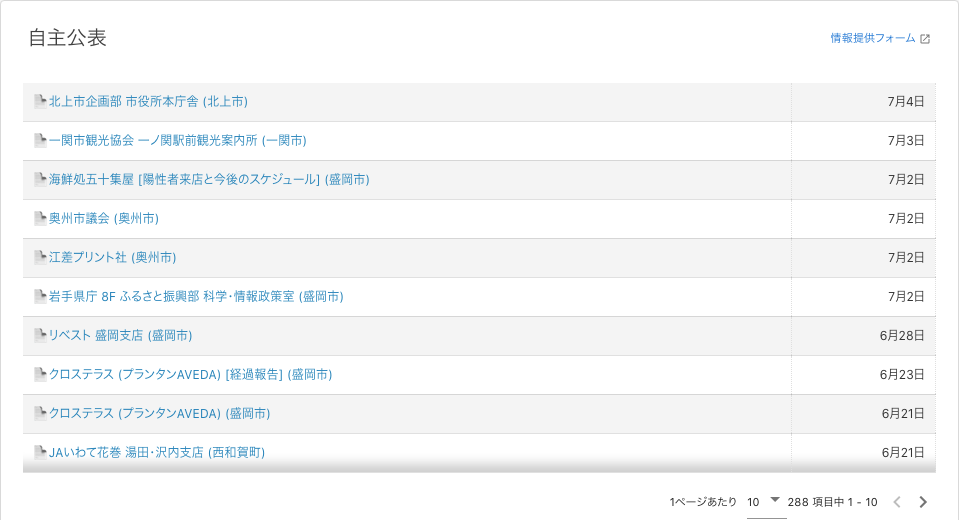 自主公表
情報提供フォーム
北上市企画部 市役所本庁舎 (北上市) 7月4日
一関市観光協会 一ノ関駅前観光案内所 (一関市) 7月3日
海鮮処五十集屋 [陽性者来店と今後のスケジュール] (盛岡市) 7月2日
奥州市議会 (奥州市) 7月2日
江差プリント社 (奥州市) 7月2日
岩手県庁 8F ふるさと振興部 科学・情報政策室 (盛岡市) 7月2日
リベスト 盛岡支店 (盛岡市) 6月28日
クロステラス (プランタンAVEDA) [経過報告] (盛岡市) 6月23日
クロステラス (プランタンAVEDA) (盛岡市) 6月21日
JAいわて花巻 湯田・沢内支店 (西和賀町) 6月21日
1ページあたり 10 288 項目中 1 - 10